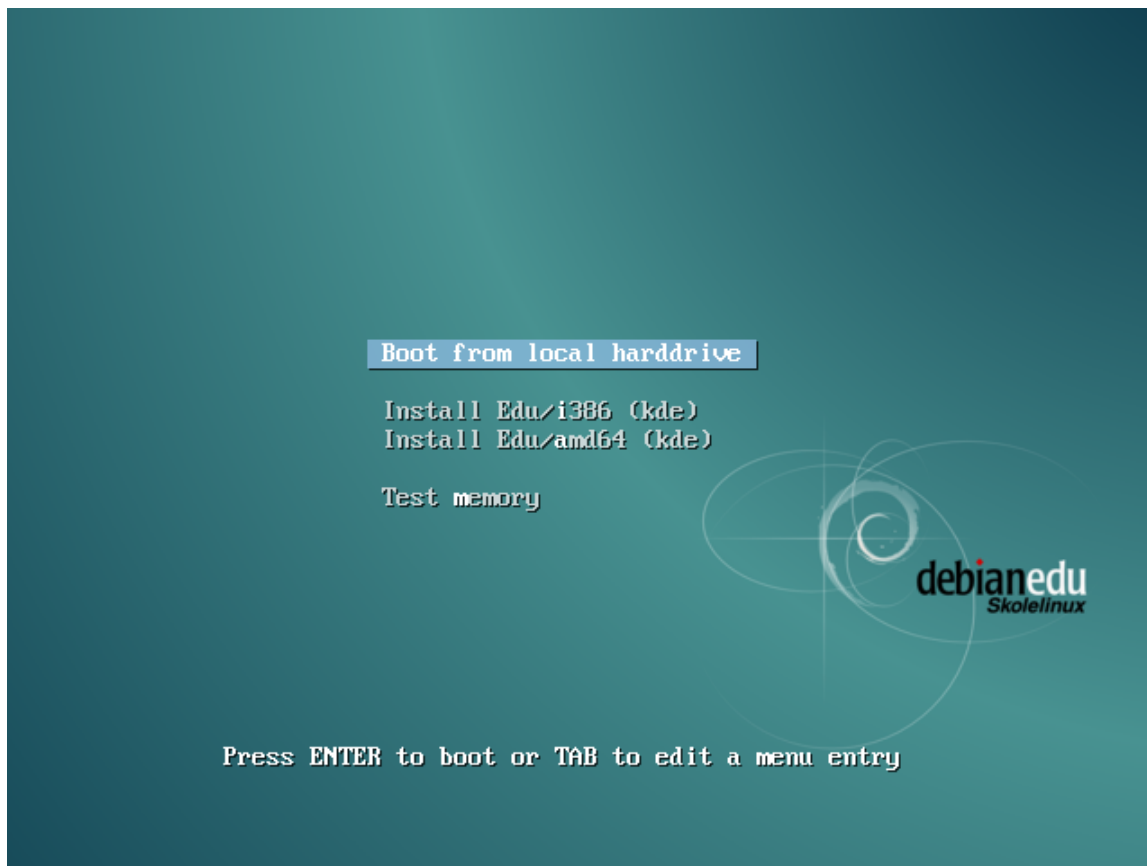 Boot from local harddrive
Install Edu/i386 (kde)
Install Edu/amd64 (kde)
Test memory
debianedu
Skolelinux
Press ENTER to boot or TAB to edit a menu entry